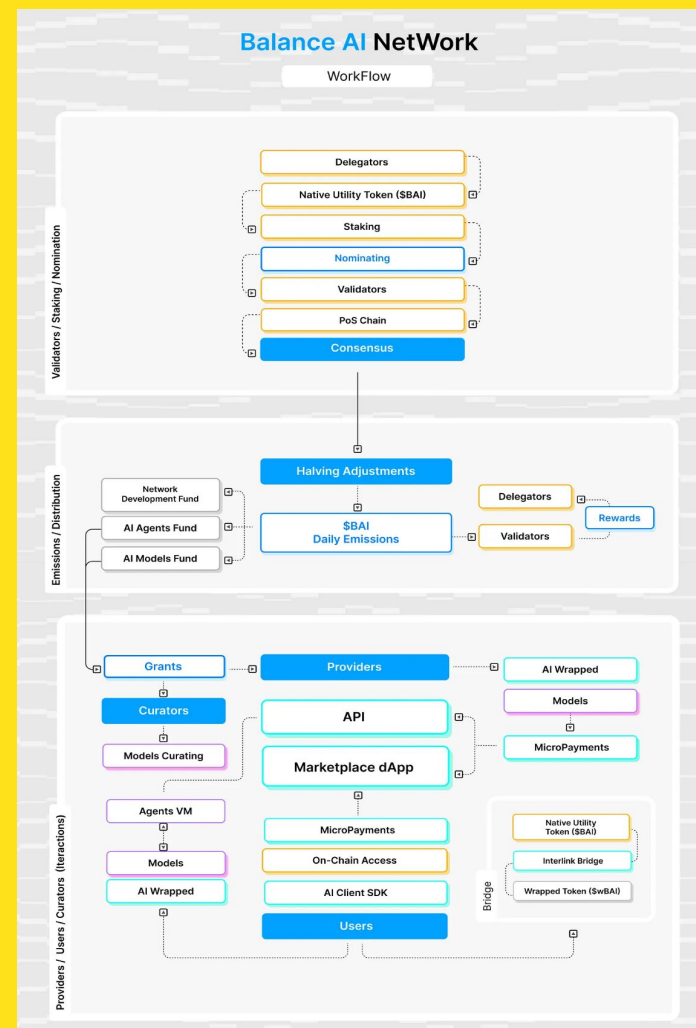 Balance AI NetWork
WorkFlow
Validators / Staking / Nomination
Delegators
Native Utility Token ($BAI)
Staking
Nominating
Validators
PoS Chain
Consensus
Emissions / Distribution
Halving Adjustments
Network
Development Fund
AI Agents Fund
AI Models Fund
$BAI
Daily Emissions
Delegators
Validators
Rewards
Providers / Users / Curators (Iteractions)
Grants
Providers
AI Wrapped
Curators
API
Models
Models Curating
Marketplace dApp
MicroPayments
Agents VM
Models
AI Wrapped
MicroPayments
On-Chain Access
AI Client SDK
Users
Bridge
Native Utility
Token ($BAI)
Interlink Bridge
Wrapped Token ($wBAI)